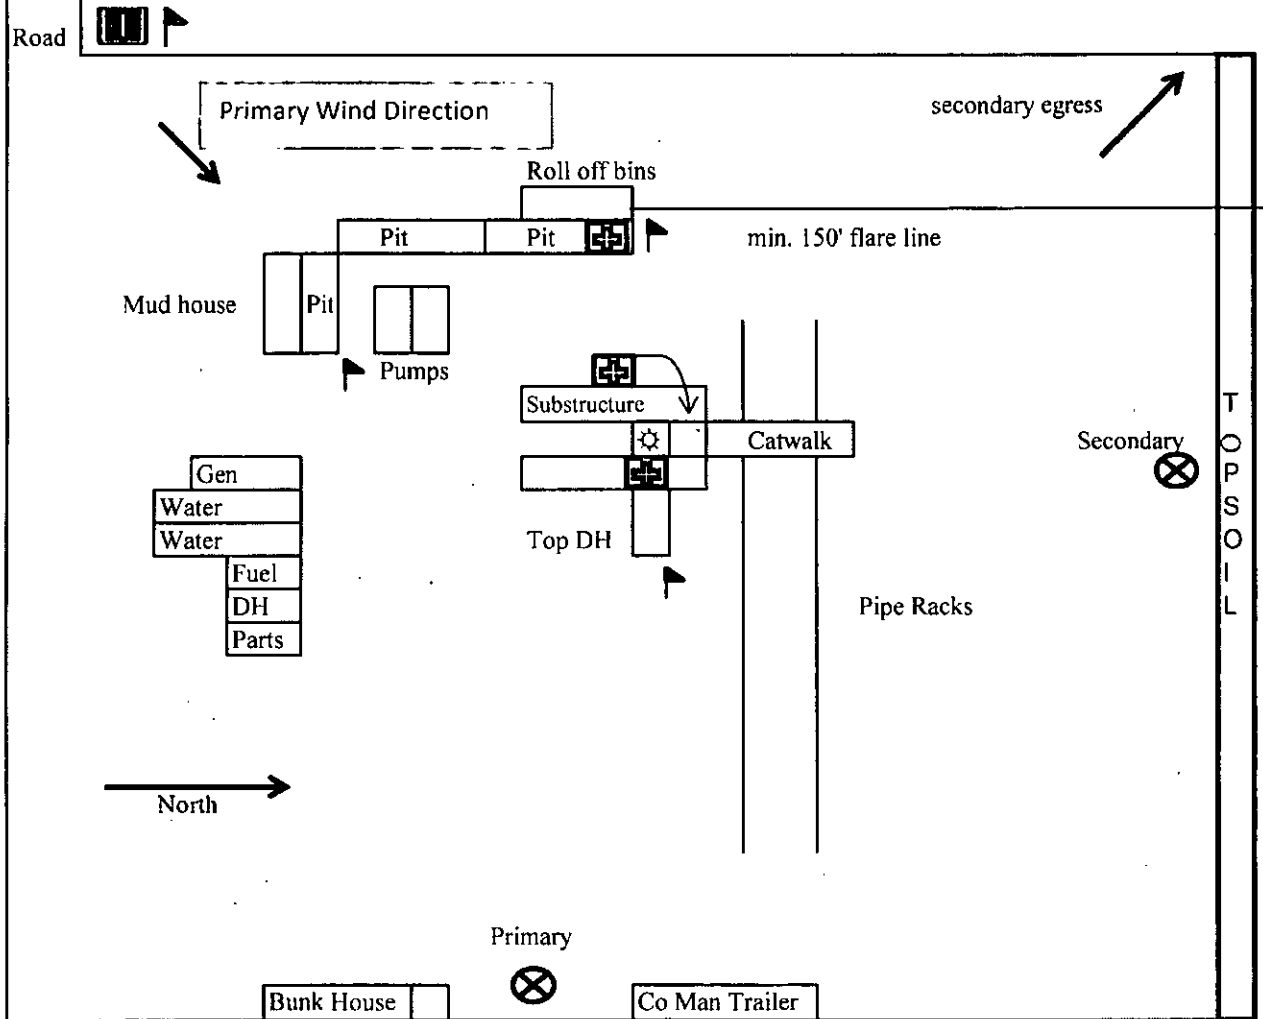 Road
Primary Wind Direction
secondary egress
Roll off bins
Pit
Pit
min. 150' flare line
Mud house
Pit
Pumps
Substructure
Catwalk
Secondary
TOPSOIL
Gen
Water
Water
Top DH
Fuel
DH
Pipe Racks
Parts
North
Primary
Bunk House
Co Man Trailer